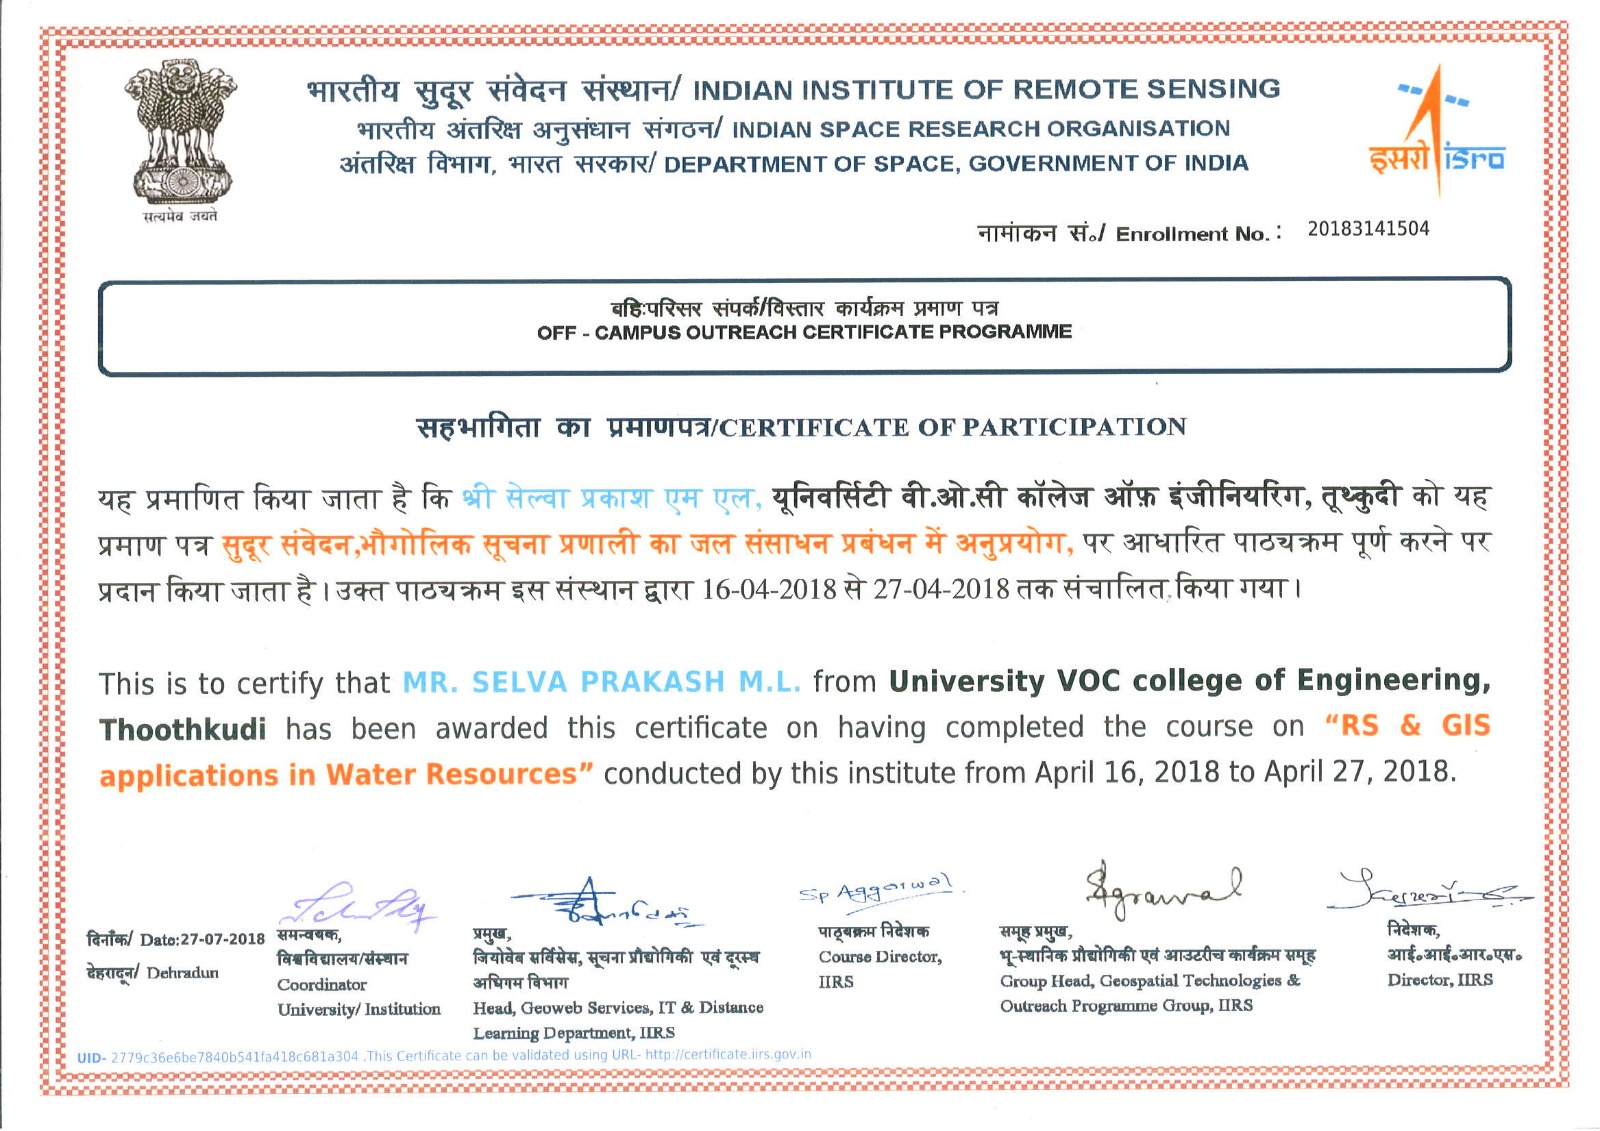 भारतीय सुदूर संवेदन संस्थान/ INDIAN INSTITUTE OF REMOTE SENSING
भारतीय अंतरिक्ष अनुसंधान संगठन/ INDIAN SPACE RESEARCH ORGANISATION
अंतरिक्ष विभाग, भारत सरकार/ DEPARTMENT OF SPACE, GOVERNMENT OF INDIA
सत्यमेव जयते
इसरो isro
नामांकन सं०/ Enrollment No. : 20183141504
बहिःपरिसर संपर्क/विस्तार कार्यक्रम प्रमाण पत्र
OFF - CAMPUS OUTREACH CERTIFICATE PROGRAMME
सहभागिता का प्रमाणपत्र/CERTIFICATE OF PARTICIPATION
यह प्रमाणित किया जाता है कि श्री सेल्वा प्रकाश एम एल, यूनिवर्सिटी वी.ओ.सी कॉलेज ऑफ़ इंजीनियरिंग, तूथ्कुदी को यह
प्रमाण पत्र सुदूर संवेदन,भौगोलिक सूचना प्रणाली का जल संसाधन प्रबंधन में अनुप्रयोग, पर आधारित पाठ्यक्रम पूर्ण करने पर
प्रदान किया जाता है। उक्त पाठ्यक्रम इस संस्थान द्वारा 16-04-2018 से 27-04-2018 तक संचालित किया गया।
This is to certify that MR. SELVA PRAKASH M.L. from University VOC college of Engineering,
Thoothkudi has been awarded this certificate on having completed the course on “RS & GIS
applications in Water Resources” conducted by this institute from April 16, 2018 to April 27, 2018.
SP Aggarwal
Agrawal
दिनाँक/ Date:27-07-2018
देहरादून/ Dehradun
समन्वयक,
विश्वविद्यालय/संस्थान
Coordinator
University/ Institution
प्रमुख,
जियोवेब सर्विसेस, सूचना प्रौद्योगिकी एवं दूरस्थ
अधिगम विभाग
Head, Geoweb Services, IT & Distance
Learning Department, IIRS
पाठ्यक्रम निदेशक
Course Director,
IIRS
समूह प्रमुख,
भू-स्थानिक प्रौद्योगिकी एवं आउटरीच कार्यक्रम समूह
Group Head, Geospatial Technologies &
Outreach Programme Group, IIRS
निदेशक,
आई०आई०आर०एस०
Director, IIRS
UID- 2779c36e6be7840b541fa418c681a304 .This Certificate can be validated using URL- http://certificate.iirs.gov.in